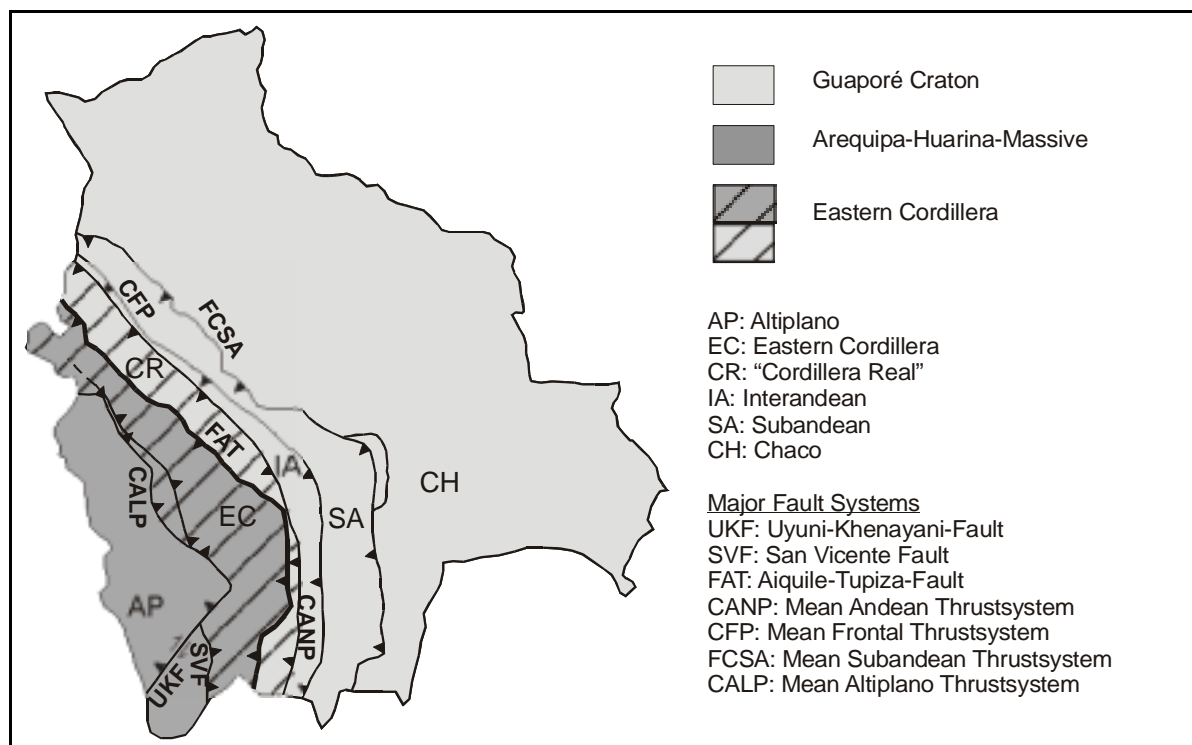 Guaporé Craton
Arequipa-Huarina-Massive
Eastern Cordillera
AP: Altiplano
EC: Eastern Cordillera
CR: “Cordillera Real”
IA: Interandean
SA: Subandean
CH: Chaco
Major Fault Systems
UKF: Uyuni-Khenayani-Fault
SVF: San Vicente Fault
FAT: Aiquile-Tupiza-Fault
CANP: Mean Andean Thrustsystem
CFP: Mean Frontal Thrustsystem
FCSA: Mean Subandean Thrustsystem
CALP: Mean Altiplano Thrustsystem
CFP
FCSA
CR
FAT
IA
CALP
EC
SA
CH
AP
CANP
SVF
UKF